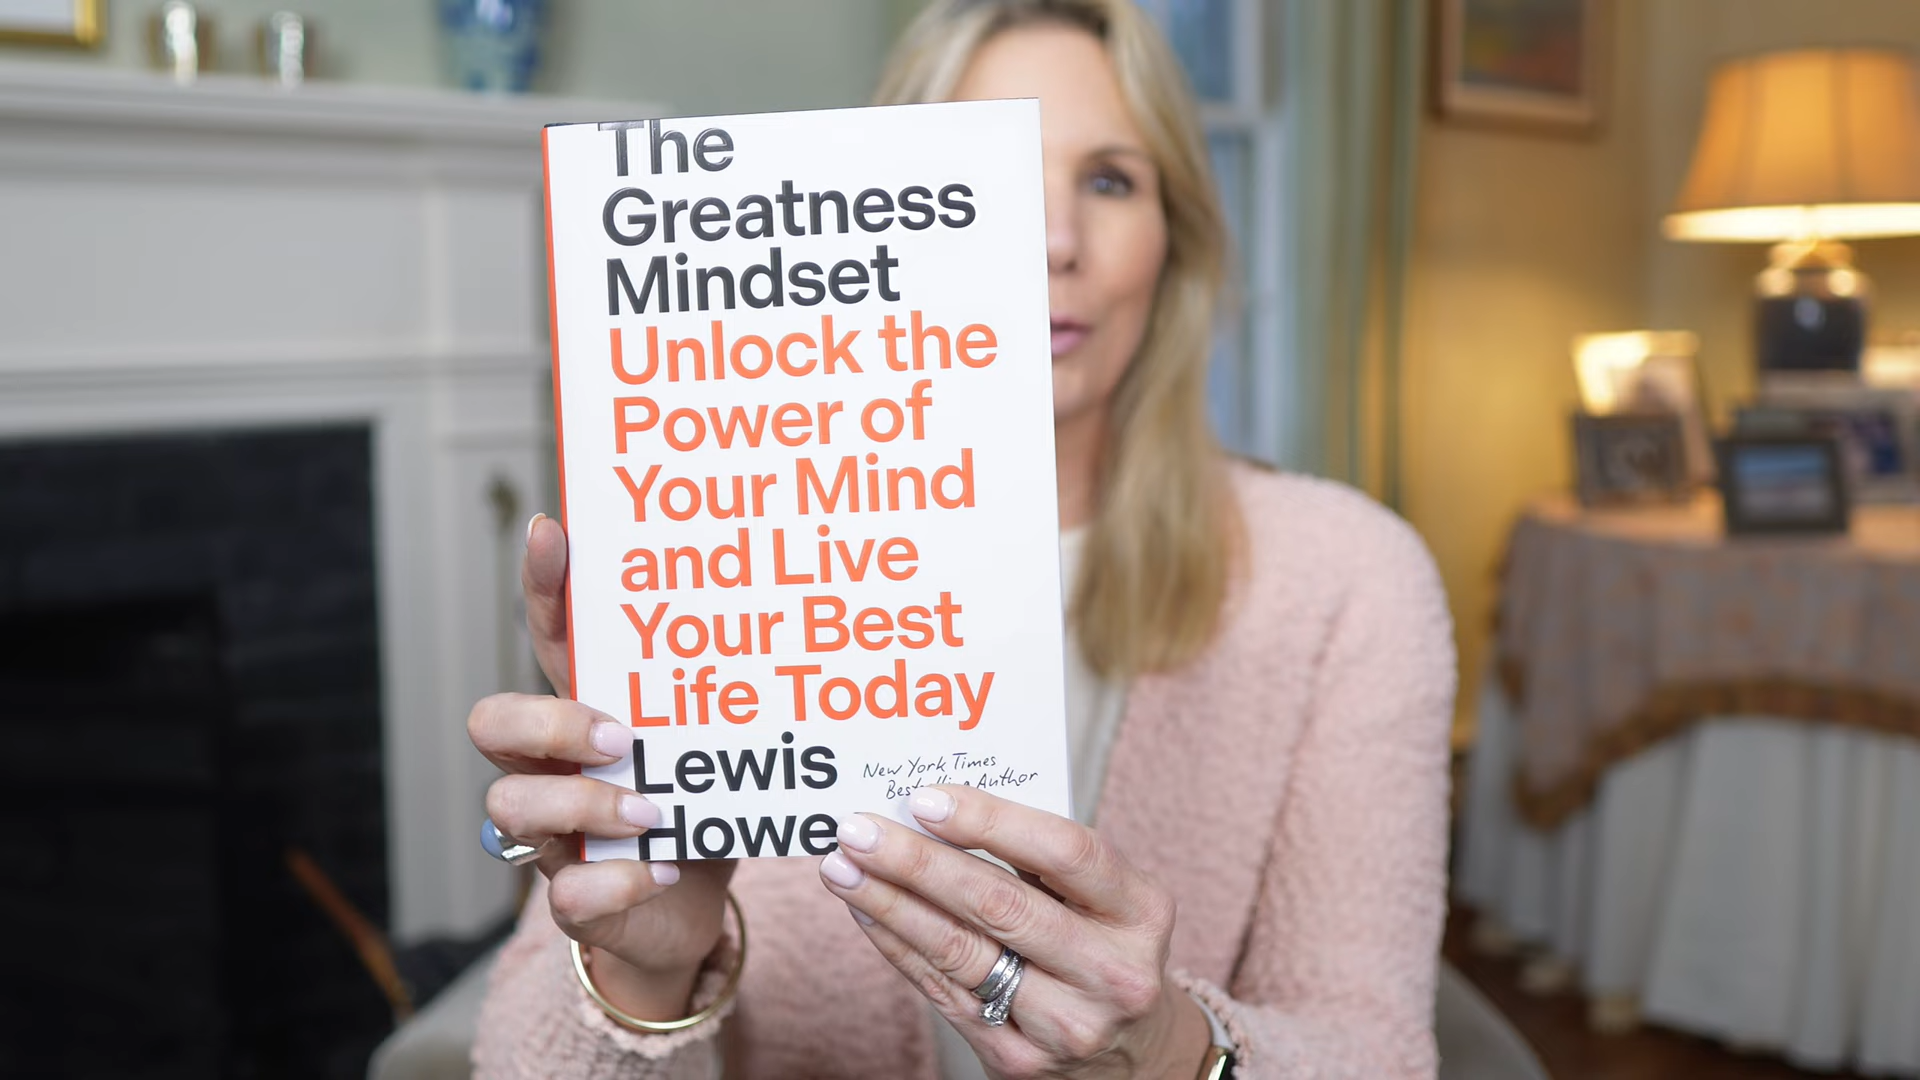 The
Greatness
Mindset
Unlock the
Power of
Your Mind
and Live
Your Best
Life Today
Lewis
Howe
New York Times
Author